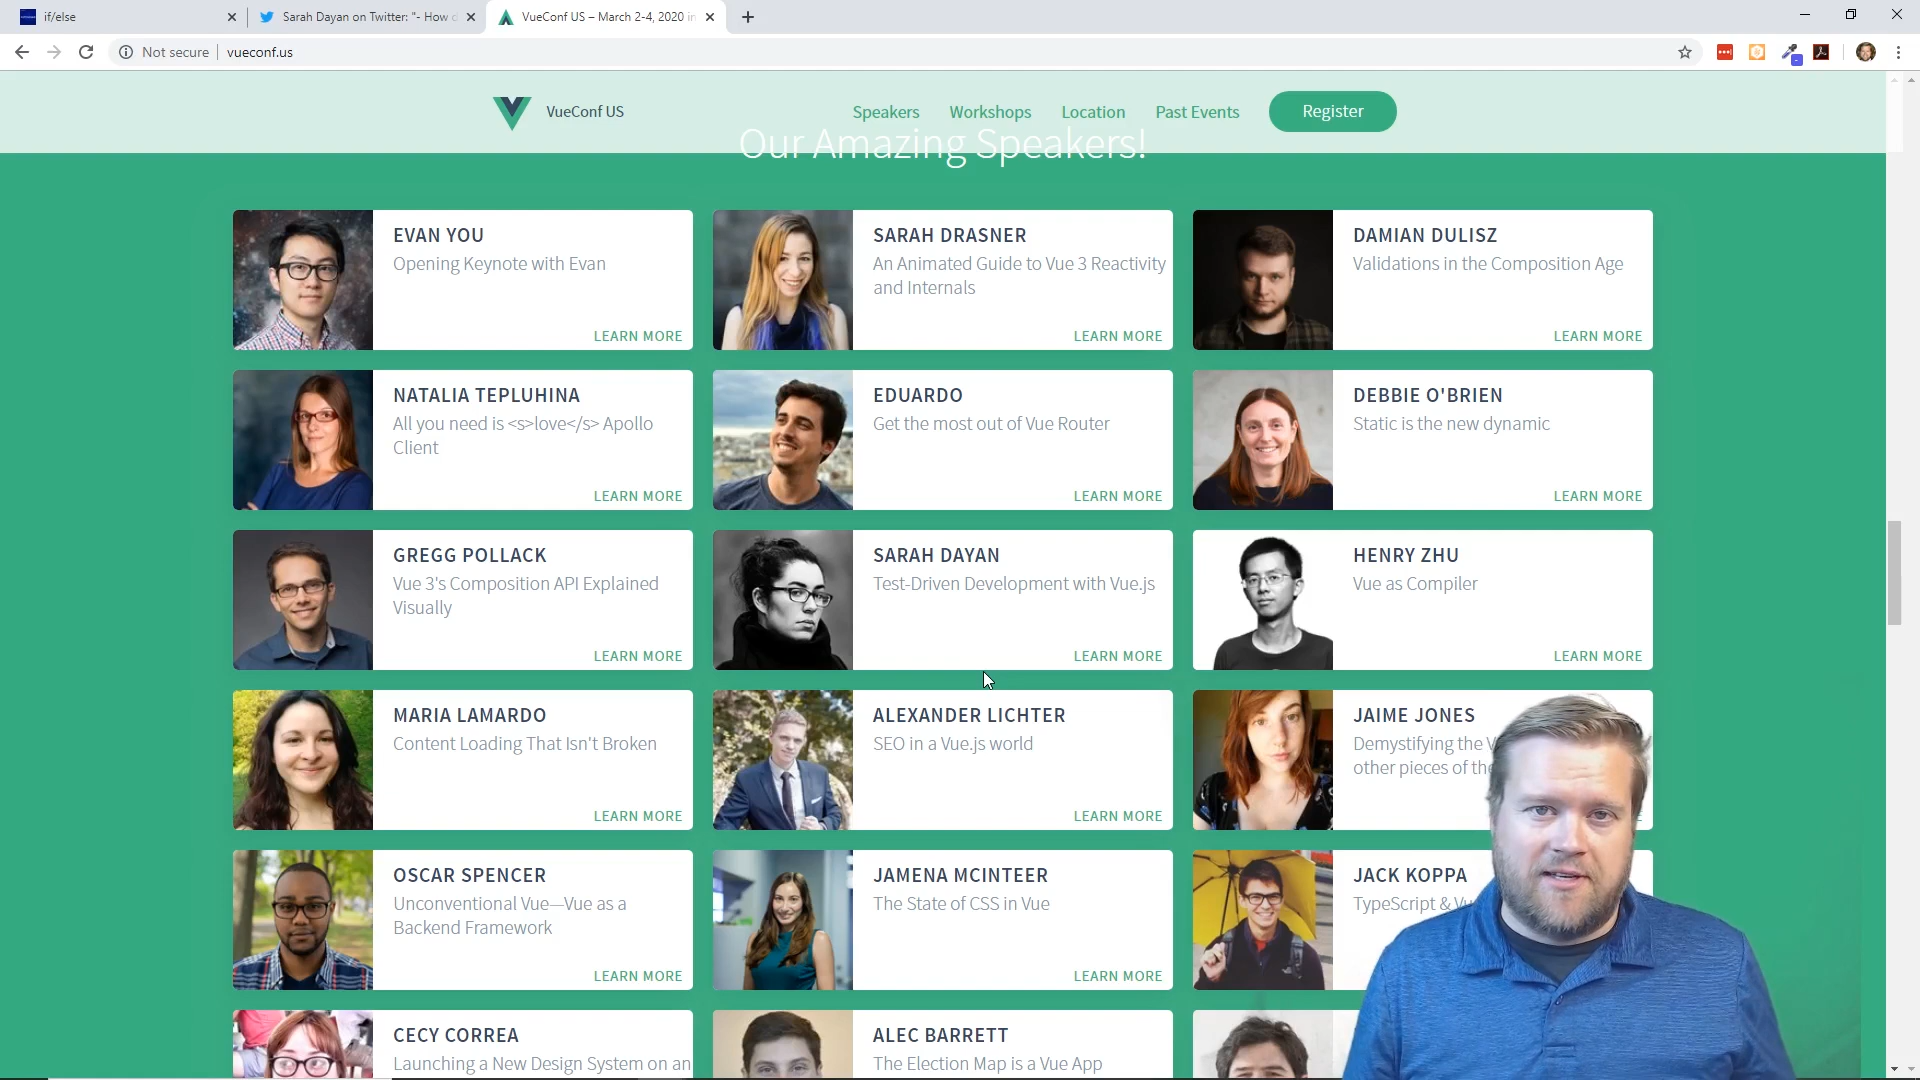 if/else
Sarah Dayan on Twitter: "- How d
VueConf US – March 2-4, 2020 in
Not secure
vueconf.us
VueConf US
Speakers
Workshops
Location
Past Events
Register
Our Amazing Speakers!
EVAN YOU
Opening Keynote with Evan
LEARN MORE
SARAH DRASNER
An Animated Guide to Vue 3 Reactivity
and Internals
LEARN MORE
DAMIAN DULISZ
Validations in the Composition Age
LEARN MORE
NATALIA TEPLUHINA
All you need is <s>love</s> Apollo
Client
LEARN MORE
EDUARDO
Get the most out of Vue Router
LEARN MORE
DEBBIE O'BRIEN
Static is the new dynamic
LEARN MORE
GREGG POLLACK
Vue 3's Composition API Explained
Visually
LEARN MORE
SARAH DAYAN
Test-Driven Development with Vue.js
LEARN MORE
HENRY ZHU
Vue as Compiler
LEARN MORE
MARIA LAMARDO
Content Loading That Isn't Broken
LEARN MORE
ALEXANDER LICHTER
SEO in a Vue.js world
LEARN MORE
JAIME JONES
Demystifying the
other pieces of the
OSCAR SPENCER
Unconventional Vue—Vue as a
Backend Framework
LEARN MORE
JAMENA MCINTEER
The State of CSS in Vue
LEARN MORE
JACK KOPPA
TypeScript &
CECY CORREA
Launching a New Design System on an
ALEC BARRETT
The Election Map is a Vue App